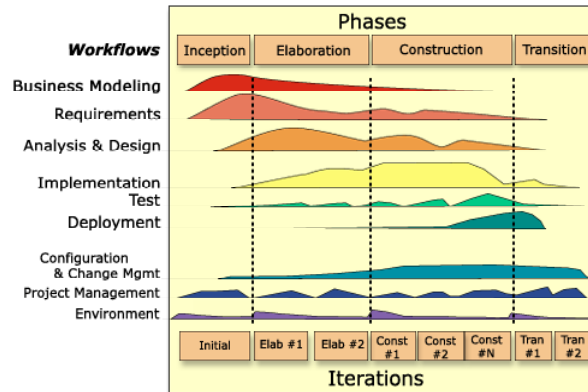 Phases
Workflows
Inception
Elaboration
Construction
Transition
Business Modeling
Requirements
Analysis & Design
Implementation
Test
Deployment
Configuration
& Change Mgmt
Project Management
Environment
Initial
Elab #1
Elab #2
Const
#1
Const
#2
Const
#N
Tran
#1
Tran
#2
Iterations